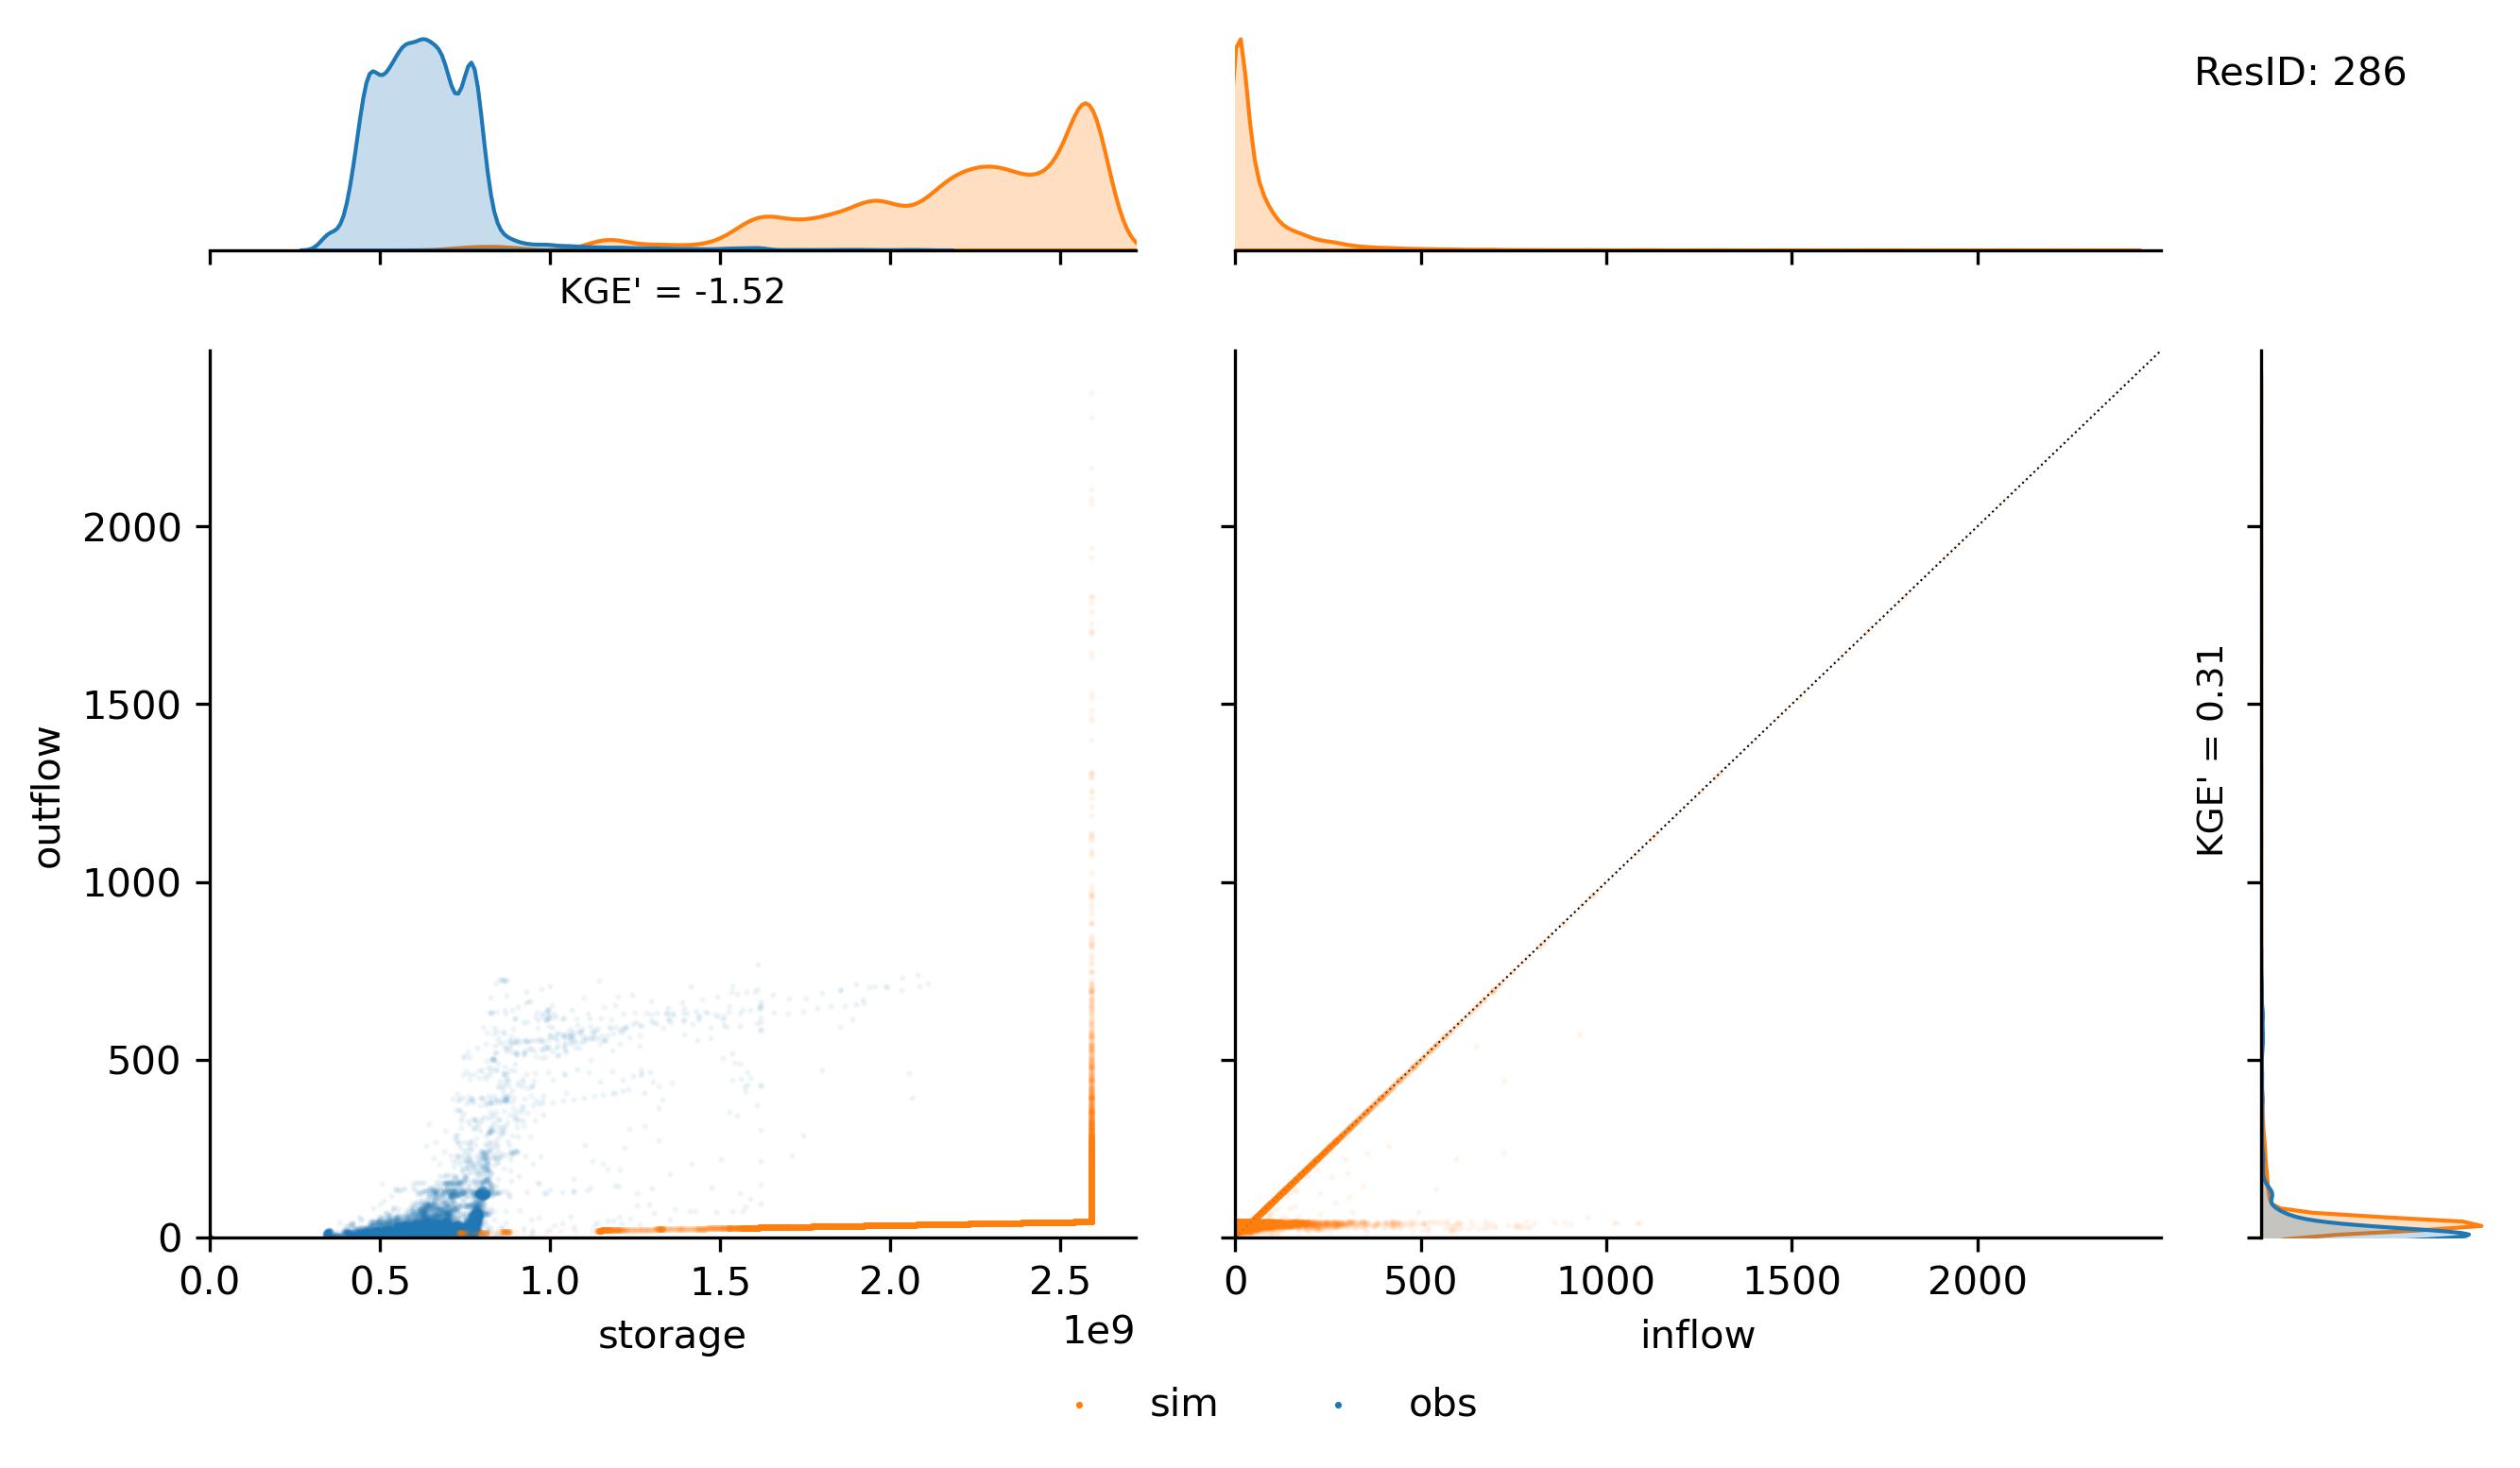 ResID: 286
KGE' = -1.52
outflow
2000
1500
1000
500
0
KGE' = 0.31
0.0 0.5 1.0 1.5 2.0 2.5
1e9
storage
0 500 1000 1500 2000
inflow
sim obs